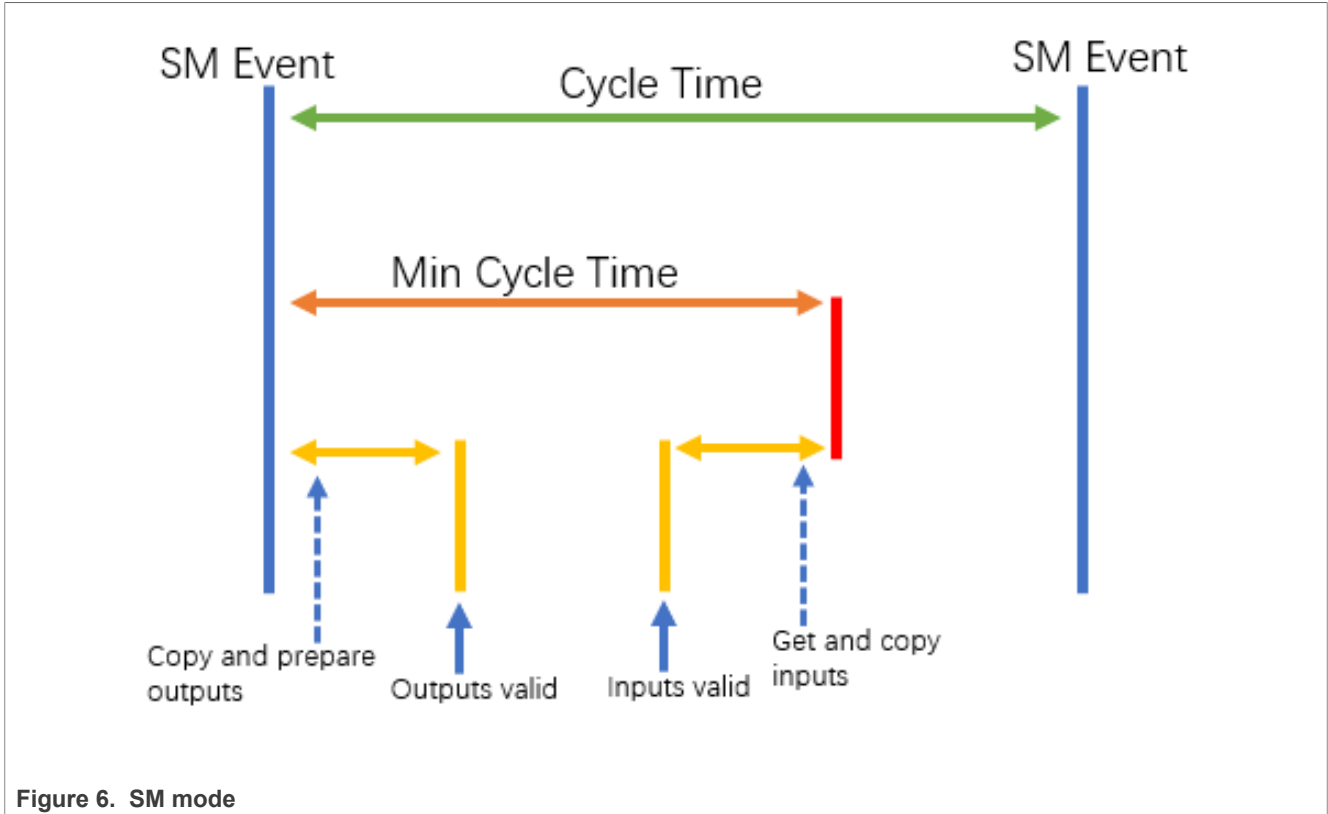 SM Event
SM Event
Cycle Time
Min Cycle Time
Copy and prepare
outputs
Outputs valid
Inputs valid
Get and copy
inputs
Figure 6. SM mode